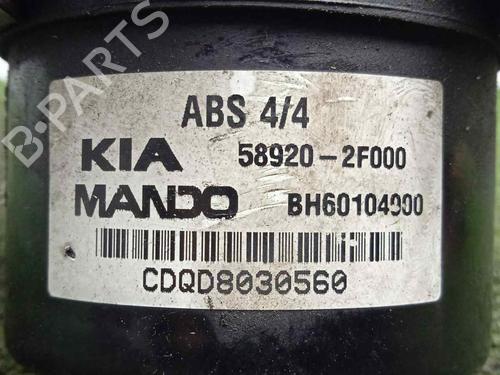 B-PARTS
ABS 4/4
KIA 58920-2F000
MANDO BH60104900
CDQD8030560